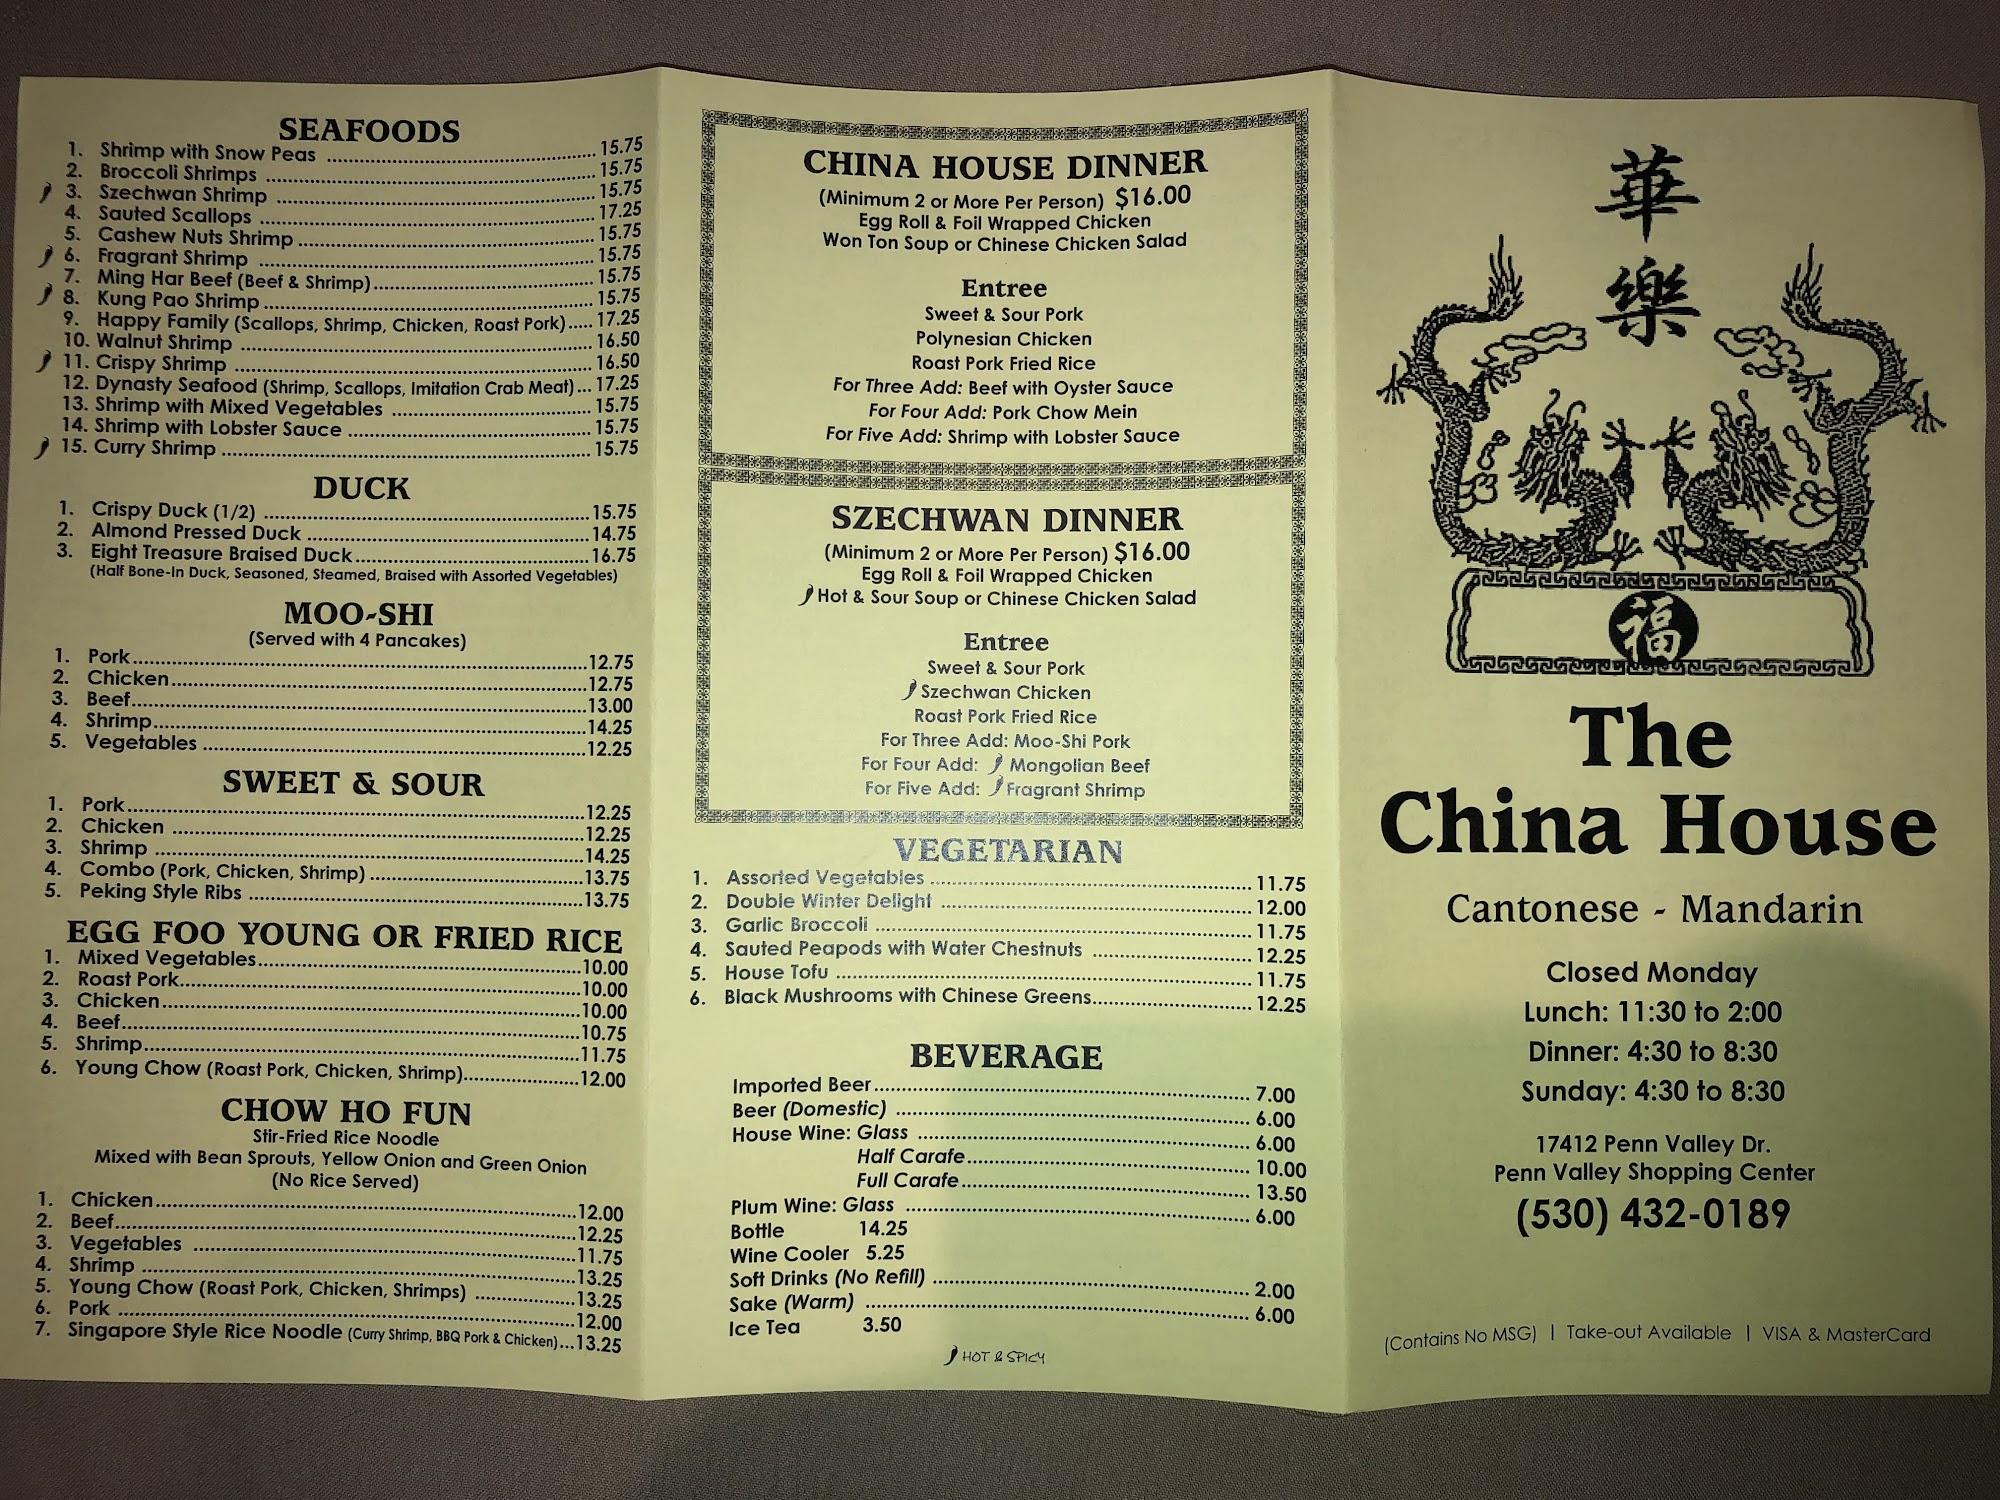 SEAFOODS
1. Shrimp with Snow Peas 15.75
2. Broccoli Shrimps 15.75
3. Szechwan Shrimp 15.75
4. Sauted Scallops 17.25
5. Cashew Nuts Shrimp 15.75
6. Fragrant Shrimp 15.75
7. Ming Har Beef (Beef & Shrimp) 15.75
8. Kung Pao Shrimp 15.75
9. Happy Family (Scallops, Shrimp, Chicken, Roast Pork) 17.25
10. Walnut Shrimp 16.50
11. Crispy Shrimp 16.50
12. Dynasty Seafood (Shrimp, Scallops, Imitation Crab Meat) 17.25
13. Shrimp with Mixed Vegetables 15.75
14. Shrimp with Lobster Sauce 15.75
15. Curry Shrimp 15.75
DUCK
1. Crispy Duck (1/2) 15.75
2. Almond Pressed Duck 14.75
3. Eight Treasure Braised Duck 16.75
(Half Bone-In Duck, Seasoned, Steamed, Braised with Assorted Vegetables)
MOO-SHI
(Served with 4 Pancakes)
1. Pork 12.75
2. Chicken 12.75
3. Beef 13.00
4. Shrimp 14.25
5. Vegetables 12.25
SWEET & SOUR
1. Pork 12.25
2. Chicken 12.25
3. Shrimp 14.25
4. Combo (Pork, Chicken, Shrimp) 13.75
5. Peking Style Ribs 13.75
EGG FOO YOUNG OR FRIED RICE
1. Mixed Vegetables 10.00
2. Roast Pork 10.00
3. Chicken 10.00
4. Beef 10.75
5. Shrimp 11.75
6. Young Chow (Roast Pork, Chicken, Shrimp) 12.00
CHOW HO FUN
Stir-Fried Rice Noodle
Mixed with Bean Sprouts, Yellow Onion and Green Onion
(No Rice Served)
1. Chicken 12.00
2. Beef 12.25
3. Vegetables 11.75
4. Shrimp 13.25
5. Young Chow (Roast Pork, Chicken, Shrimps) 13.25
6. Pork 12.00
7. Singapore Style Rice Noodle (Curry Shrimp, BBQ Pork & Chicken) 13.25
CHINA HOUSE DINNER
(Minimum 2 or More Per Person) $16.00
Egg Roll & Foil Wrapped Chicken
Won Ton Soup or Chinese Chicken Salad
Entree
Sweet & Sour Pork
Polynesian Chicken
Roast Pork Fried Rice
For Three Add: Beef with Oyster Sauce
For Four Add: Pork Chow Mein
For Five Add: Shrimp with Lobster Sauce
SZECHWAN DINNER
(Minimum 2 or More Per Person) $16.00
Egg Roll & Foil Wrapped Chicken
Hot & Sour Soup or Chinese Chicken Salad
Entree
Sweet & Sour Pork
Szechwan Chicken
Roast Pork Fried Rice
For Three Add: Moo-Shi Pork
For Four Add: Mongolian Beef
For Five Add: Fragrant Shrimp
VEGETARIAN
1. Assorted Vegetables 11.75
2. Double Winter Delight 12.00
3. Garlic Broccoli 11.75
4. Sauted Peapods with Water Chestnuts 12.25
5. House Tofu 11.75
6. Black Mushrooms with Chinese Greens 12.25
BEVERAGE
Imported Beer 7.00
Beer (Domestic) 6.00
House Wine: Glass 6.00
Half Carafe 10.00
Full Carafe 13.50
Plum Wine: Glass 6.00
Bottle 14.25
Wine Cooler 5.25
Soft Drinks (No Refill) 2.00
Sake (Warm) 6.00
Ice Tea 3.50
HOT & SPICY
華
樂
福
The
China House
Cantonese - Mandarin
Closed Monday
Lunch: 11:30 to 2:00
Dinner: 4:30 to 8:30
Sunday: 4:30 to 8:30
17412 Penn Valley Dr.
Penn Valley Shopping Center
(530) 432-0189
(Contains No MSG) | Take-out Available | VISA & MasterCard